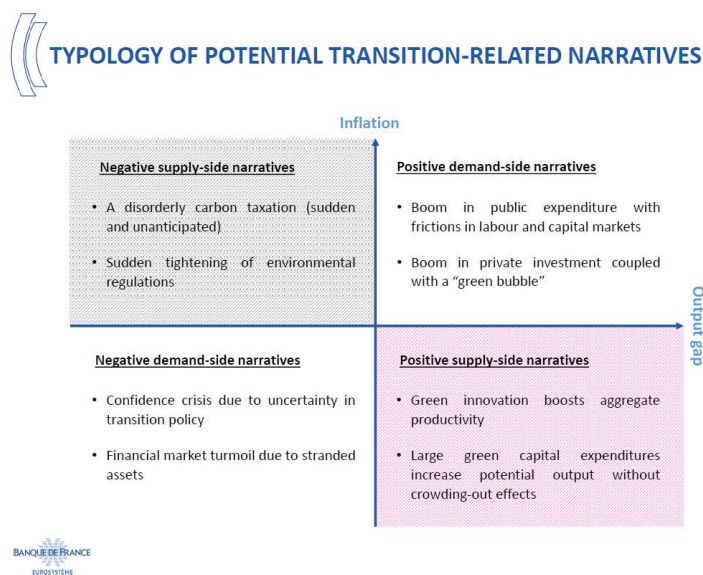 TYPOLOGY OF POTENTIAL TRANSITION-RELATED NARRATIVES
Inflation
Negative supply-side narratives
• A disorderly carbon taxation (sudden
and unanticipated)
• Sudden tightening of environmental
regulations
Positive demand-side narratives
• Boom in public expenditure with
frictions in labour and capital markets
• Boom in private investment coupled
with a “green bubble”
Output gap
Negative demand-side narratives
• Confidence crisis due to uncertainty in
transition policy
• Financial market turmoil due to stranded
assets
Positive supply-side narratives
• Green innovation boosts aggregate
productivity
• Large green capital expenditures
increase potential output without
crowding-out effects
BANQUE DE FRANCE
EUROSYSTÈME